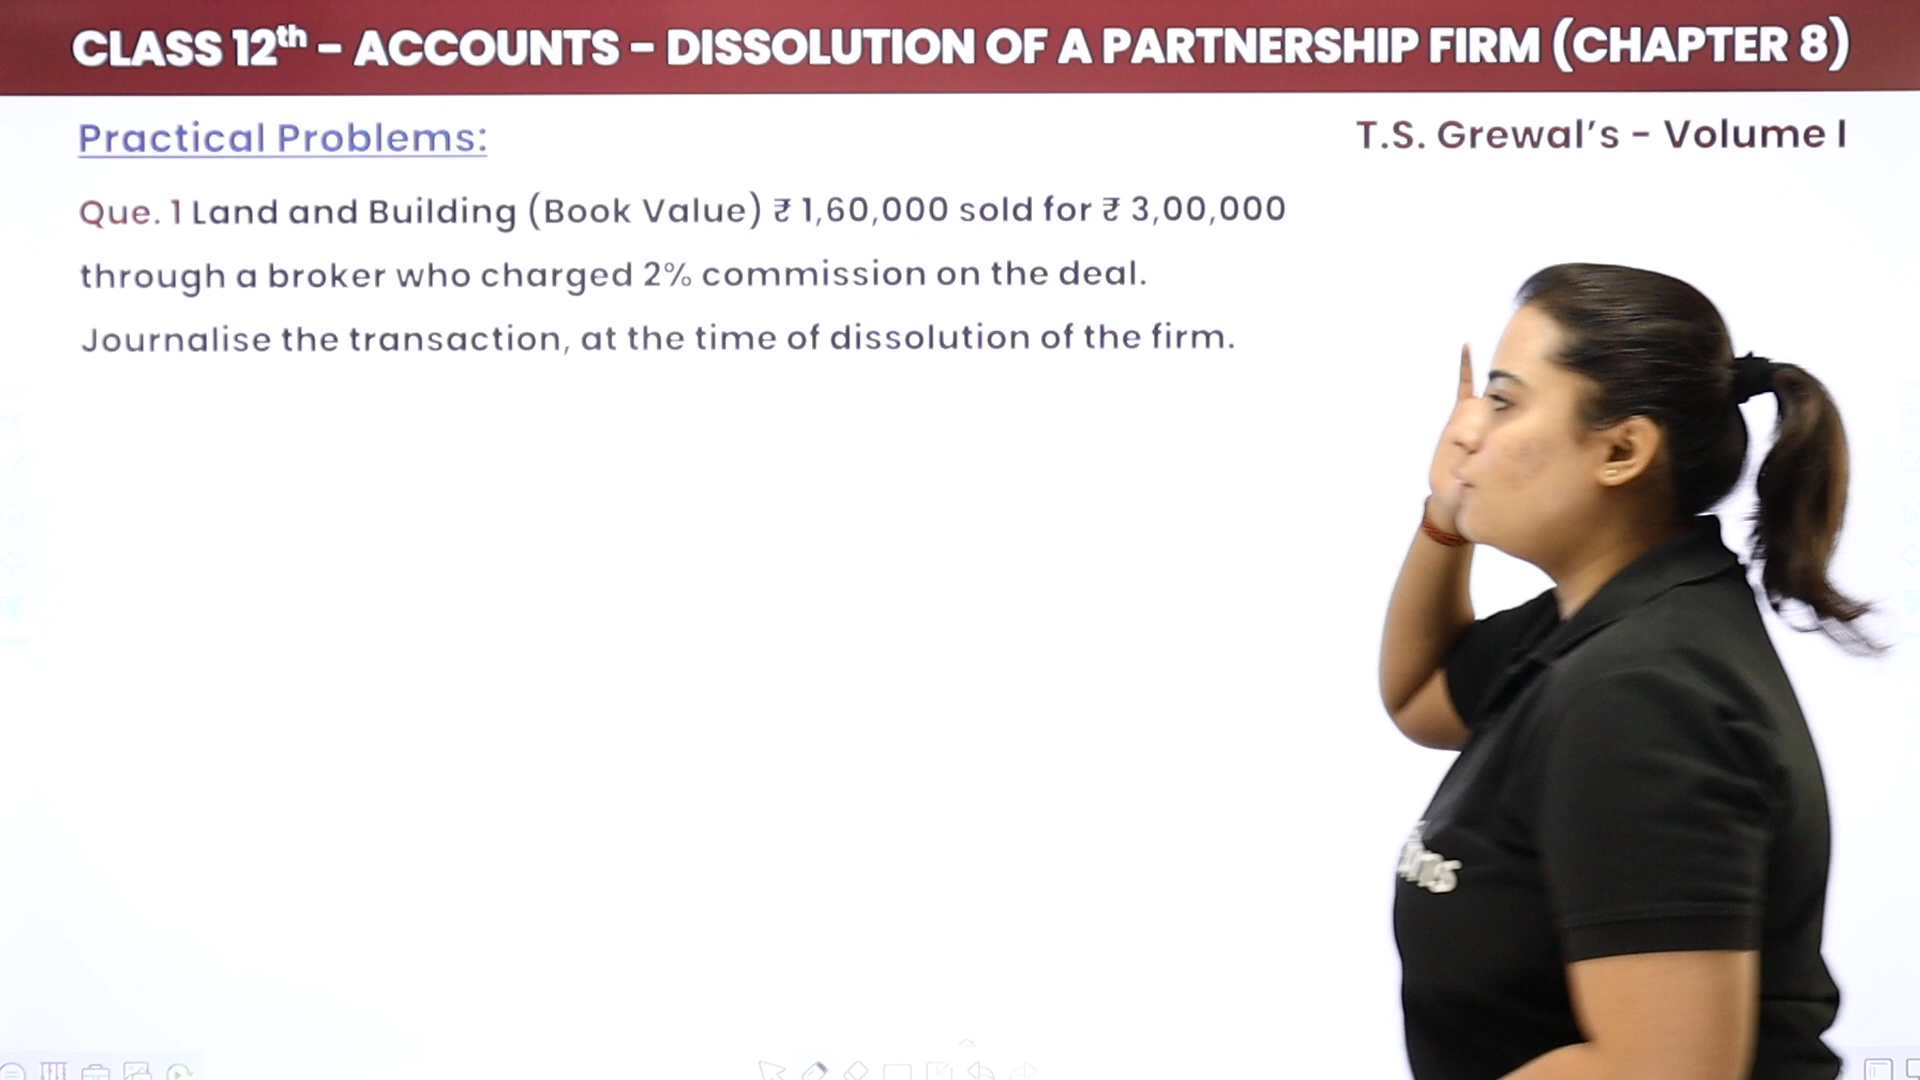 CLASS 12th – ACCOUNTS – DISSOLUTION OF A PARTNERSHIP FIRM (CHAPTER 8)
Practical Problems:
T.S. Grewal's – Volume I
Que. 1 Land and Building (Book Value) ₹ 1,60,000 sold for ₹ 3,00,000
through a broker who charged 2% commission on the deal.
Journalise the transaction, at the time of dissolution of the firm.